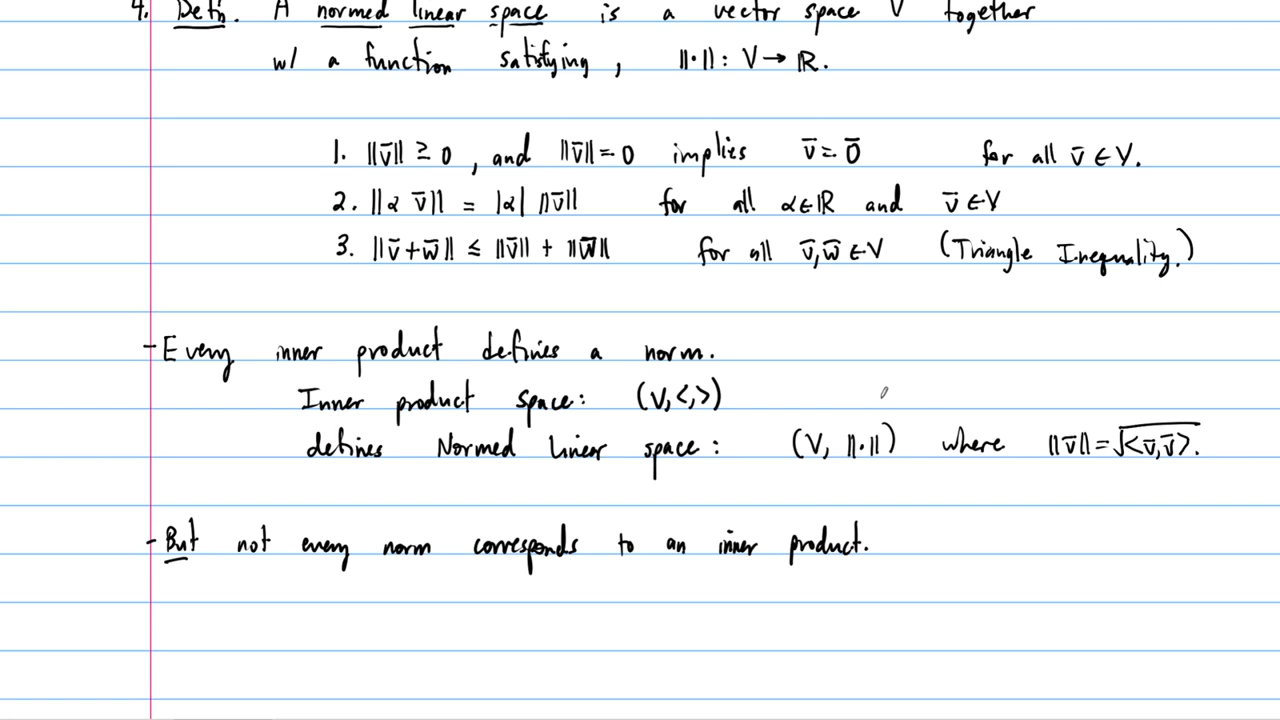 4. Defn. A normed linear space is a vector space V together
w/ a function satisfying, ||·||: V → ℝ.
1. ||v̄|| ≥ 0, and ||v̄|| = 0 implies v̄ = 0̄ for all v̄ ∈ V.
2. ||α v̄|| = |α| ||v̄|| for all α ∈ ℝ and v̄ ∈ V
3. ||v̄ + w̄|| ≤ ||v̄|| + ||w̄|| for all v̄, w̄ ∈ V (Triangle Inequality.)
- Every inner product defines a norm.
Inner product space: (V, <,>)
defines Normed Linear space: (V, ||·||) where ||v̄|| = √<v̄, v̄>.
- But not every norm corresponds to an inner product.